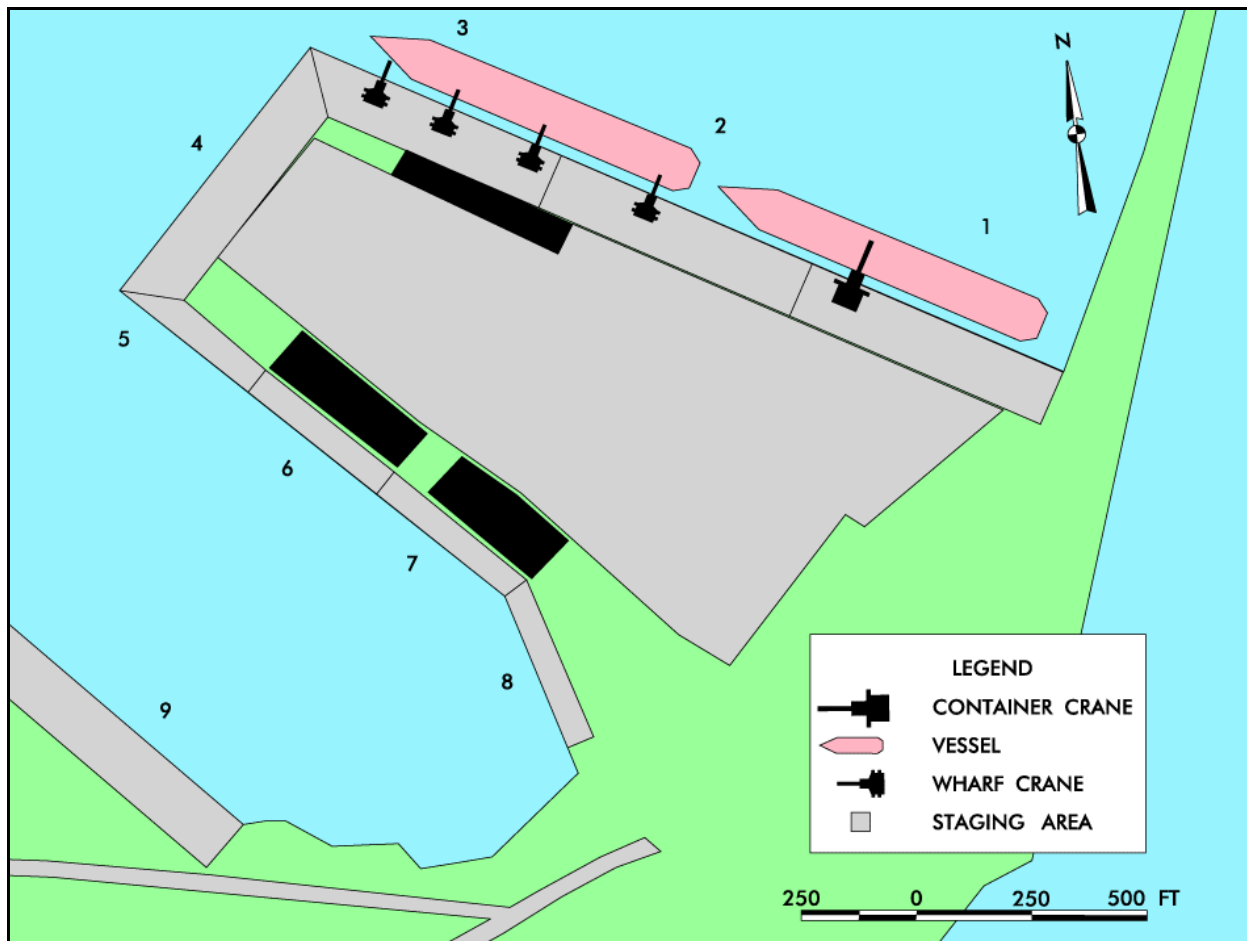 3
N
2
4
1
5
6
7
8
9
LEGEND
CONTAINER CRANE
VESSEL
WHARF CRANE
STAGING AREA
250 0 250 500 FT